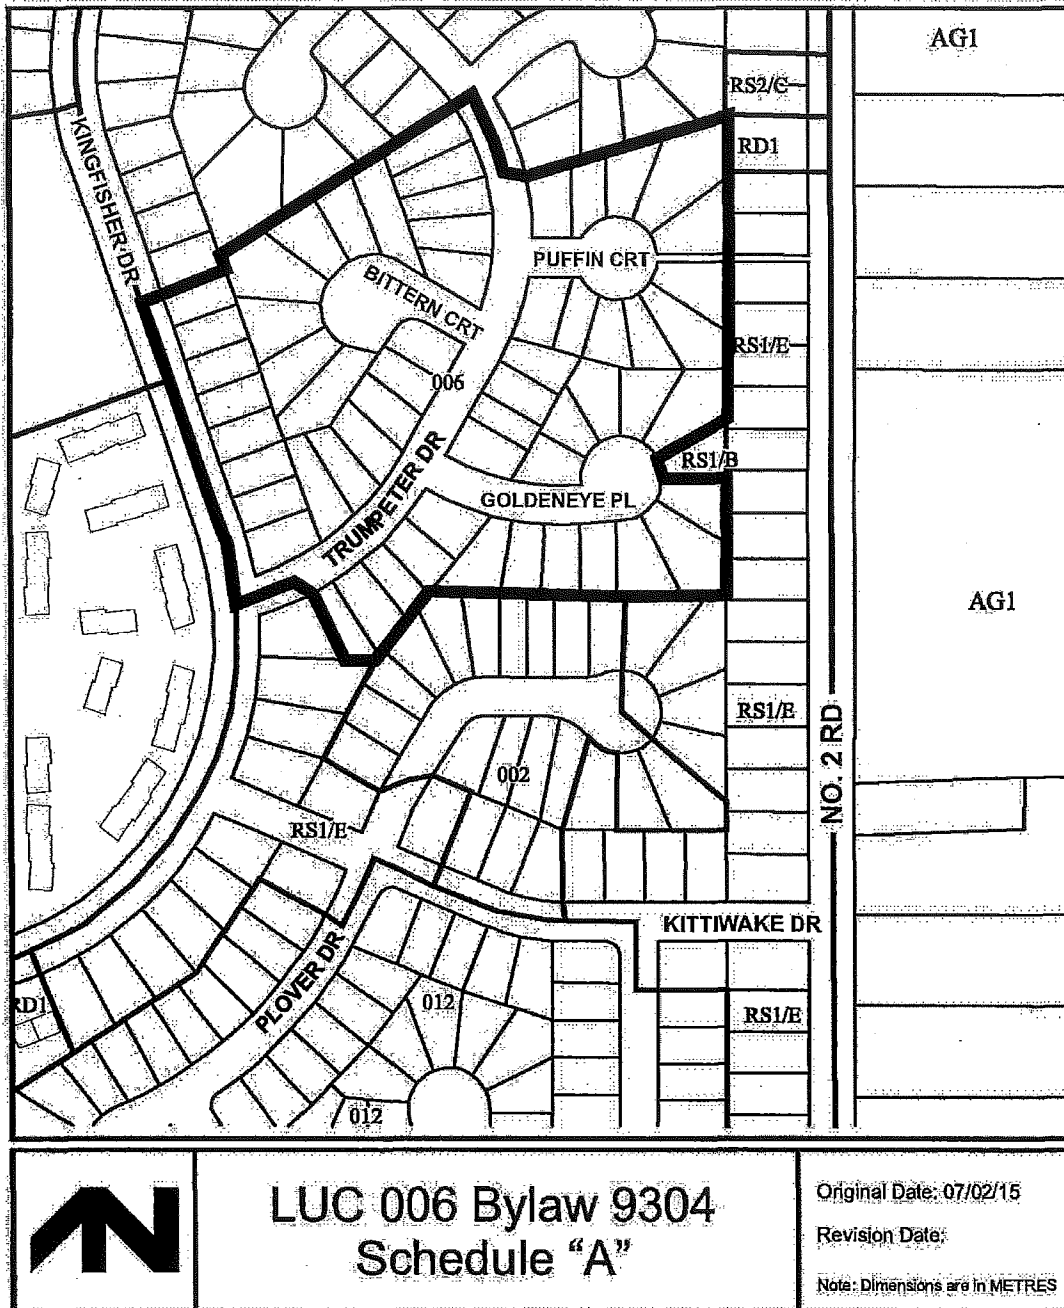 AG1
RS2/C
RD1
KINGFISHER DR
PUFFIN CRT
BITTERN CRT
RS1/E
006
RS1/B
TRUMPETER DR
GOLDENEYE PL
AG1
RS1/E
NO. 2 RD
002
RS1/E
KITTIWAKE DR
PLOVER DR
RD1
012
RS1/E
012
LUC 006 Bylaw 9304
Schedule “A”
Original Date: 07/02/15
Revision Date:
Note: Dimensions are in METRES